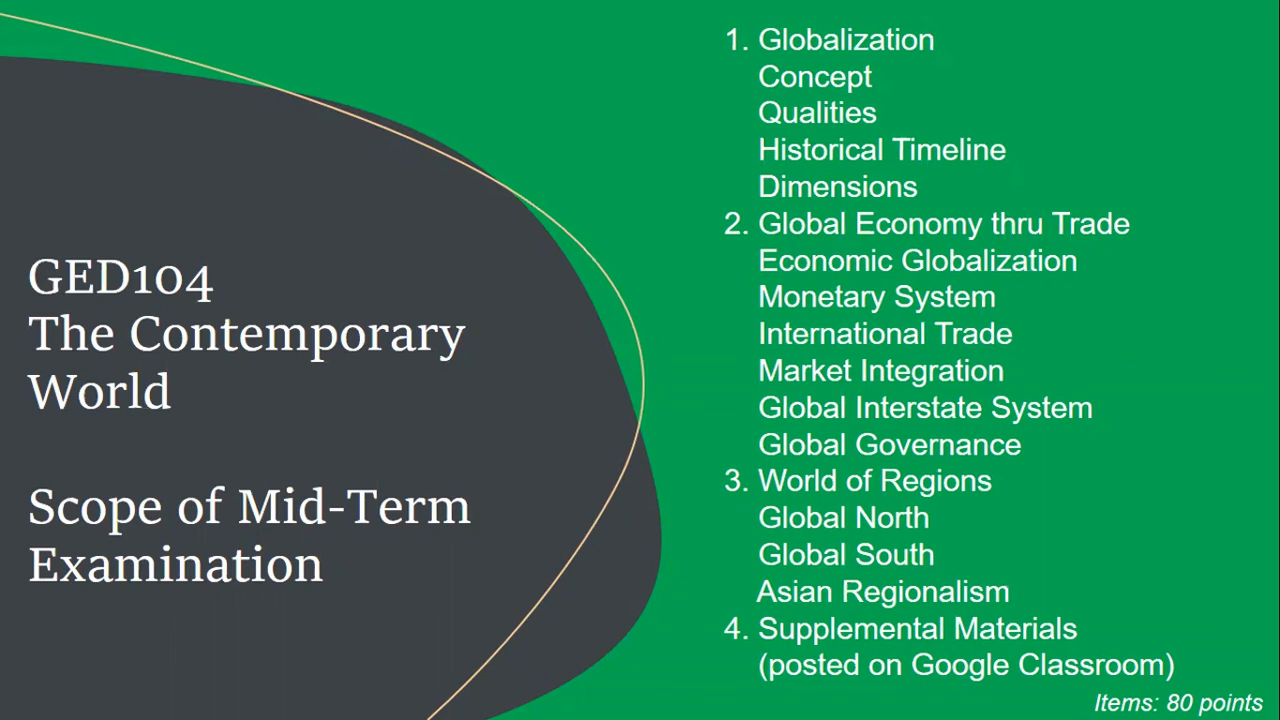 GED104
The Contemporary
World
Scope of Mid-Term
Examination
1. Globalization
Concept
Qualities
Historical Timeline
Dimensions
2. Global Economy thru Trade
Economic Globalization
Monetary System
International Trade
Market Integration
Global Interstate System
Global Governance
3. World of Regions
Global North
Global South
Asian Regionalism
4. Supplemental Materials
(posted on Google Classroom)
Items: 80 points